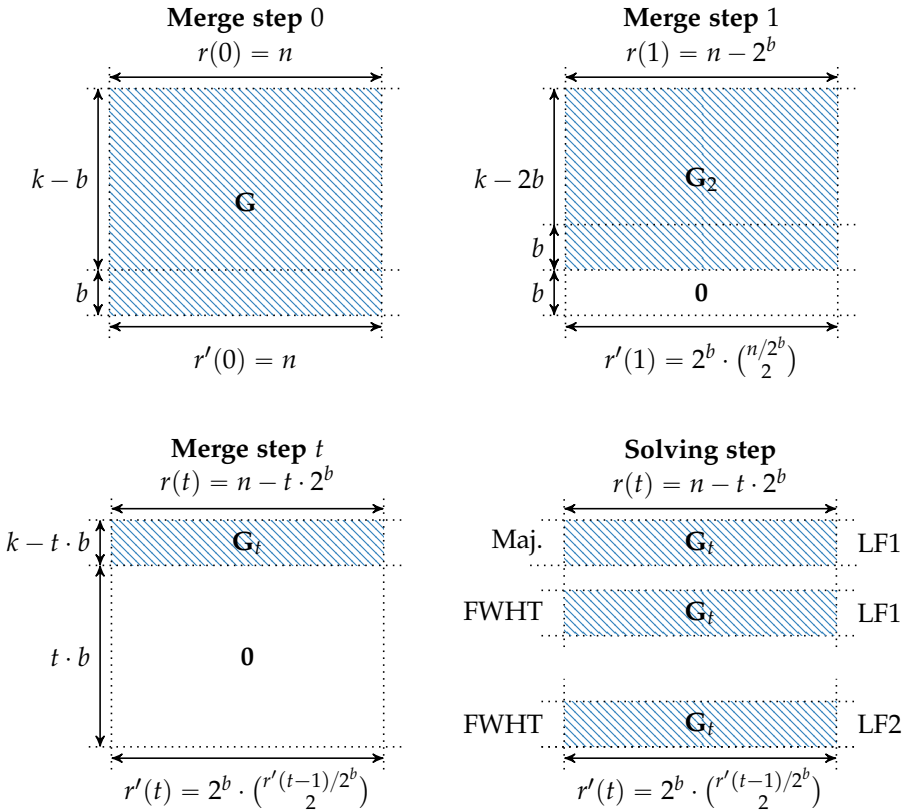 Merge step 0
r(0) = n
k − b
G
b
r′(0) = n
Merge step 1
r(1) = n − 2^b
k − 2b
G₂
b
b
0
r′(1) = 2^b · \binom{n/2^b}{2}
Merge step t
r(t) = n − t · 2^b
k − t · b
G_t
t · b
0
r′(t) = 2^b · \binom{r′(t−1)/2^b}{2}
Solving step
r(t) = n − t · 2^b
Maj. G_t LF1
FWHT G_t LF1
FWHT G_t LF2
r′(t) = 2^b · \binom{r′(t−1)/2^b}{2}